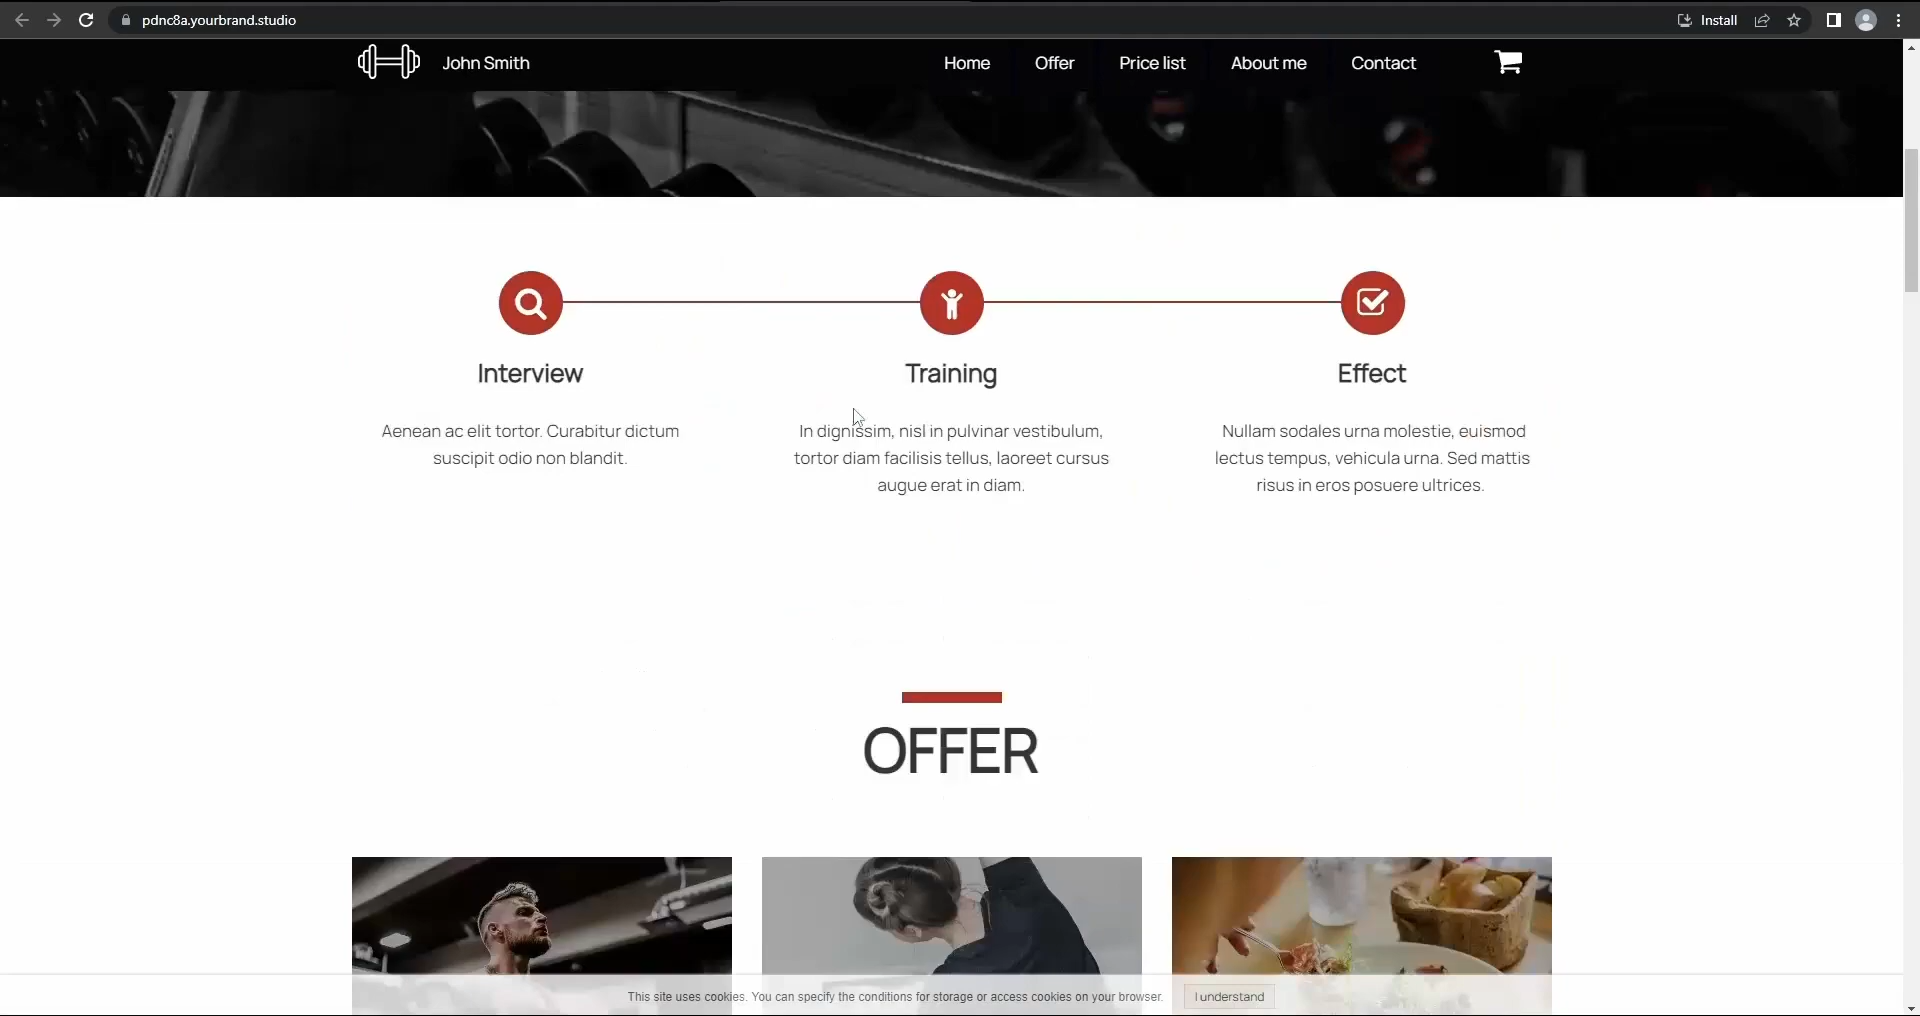 pdnc8a.yourbrand.studio
Install
John Smith
Home
Offer
Price list
About me
Contact
Interview
Aenean ac elit tortor. Curabitur dictum
suscipit odio non blandit.
Training
In dignissim, nisl in pulvinar vestibulum,
tortor diam facilisis tellus, laoreet cursus
augue erat in diam.
Effect
Nullam sodales urna molestie, euismod
lectus tempus, vehicula urna. Sed mattis
risus in eros posuere ultrices.
OFFER
This site uses cookies. You can specify the conditions for storage or access cookies on your browser.
I understand